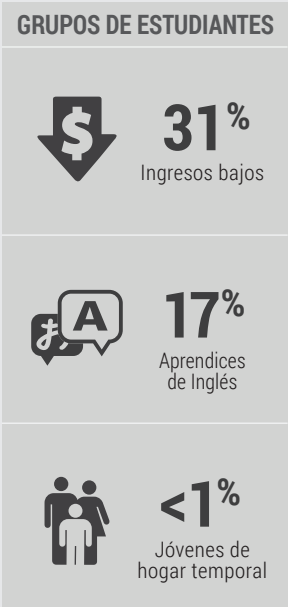 GRUPOS DE ESTUDIANTES
$
31%
Ingresos bajos
A
17%
Aprendices
de Inglés
<1%
Jóvenes de
hogar temporal